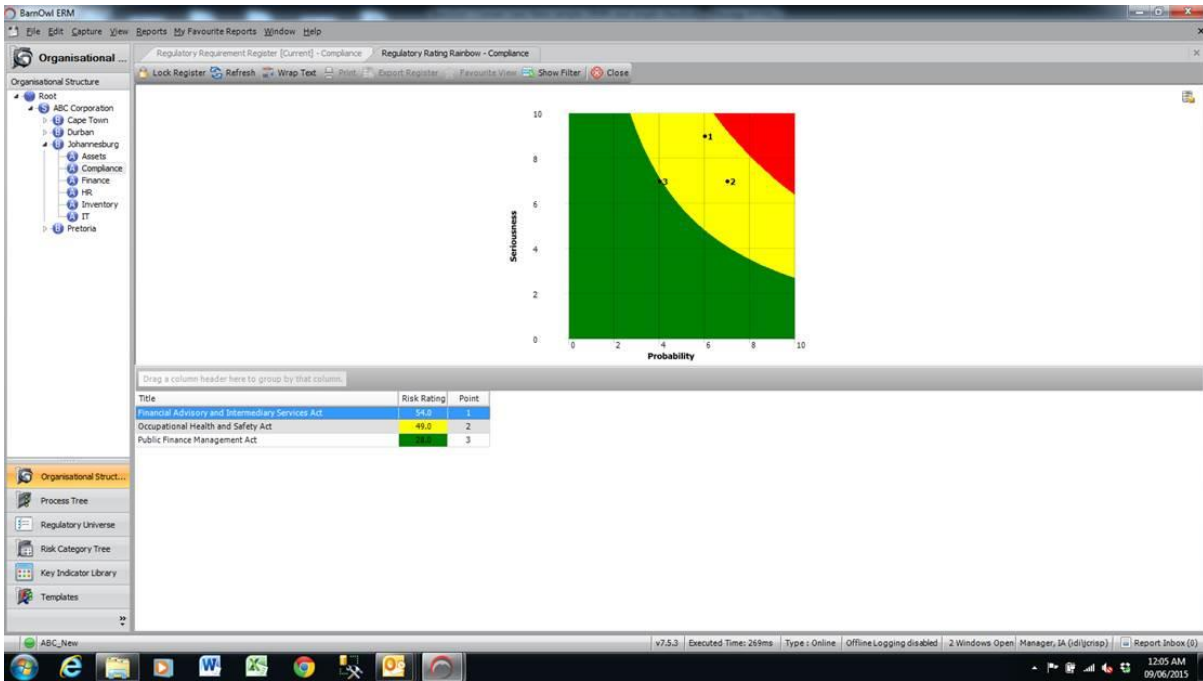 BarnOwl ERM
File Edit Capture View Reports My Favourite Reports Window Help
Organisational ...
Regulatory Requirement Register [Current] - Compliance
Regulatory Rating Rainbow - Compliance
Lock Register Refresh Wrap Text Print Export Register Favourite View Show Filter Close
Organisational Structure
Root
ABC Corporation
Cape Town
Durban
Johannesburg
Assets
Compliance
Finance
HR
Inventory
IT
Pretoria
10
8
6
4
2
0
Seriousness
1
3
2
0 2 4 6 8 10
Probability
Drag a column header here to group by that column.
Title Risk Rating Point
Financial Advisory and Intermediary Services Act 54.0 1
Occupational Health and Safety Act 49.0 2
Public Finance Management Act 28.0 3
Organisational Struct...
Process Tree
Regulatory Universe
Risk Category Tree
Key Indicator Library
Templates
ABC_New
v7.5.3 Executed Time: 269ms Type : Online Offline Logging disabled 2 Windows Open Manager, IA (idi\jcrisp) Report Inbox (0)
12:05 AM
09/06/2015